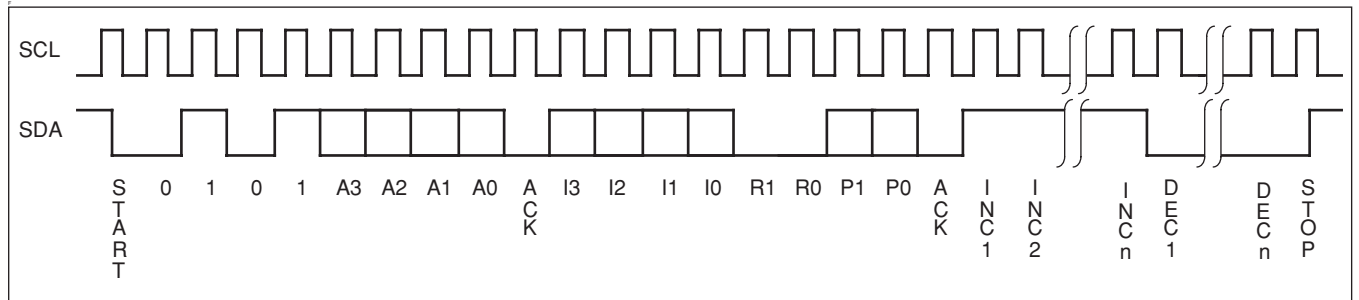 SCL
SDA
START 0 1 0 1 A3 A2 A1 A0 ACK I3 I2 I1 I0 R1 R0 P1 P0 ACK INC1 INC2 INCn DEC1 DECn STOP